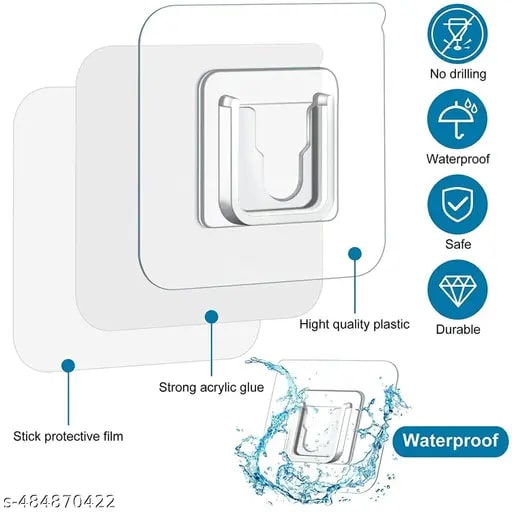 No drilling
Waterproof
Safe
Hight quality plastic
Durable
Strong acrylic glue
Stick protective film
Waterproof
s-484870422